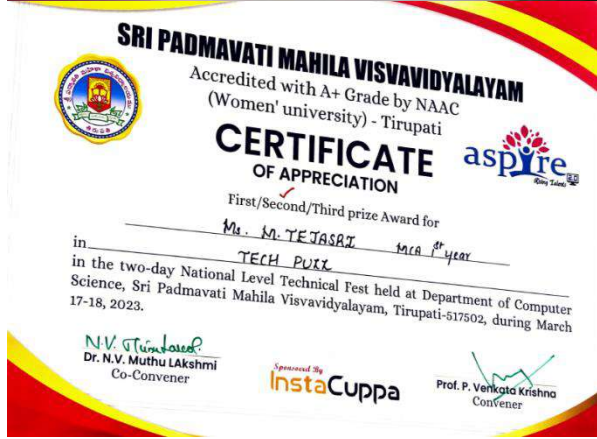 SRI PADMAVATI MAHILA VISVAVIDYALAYAM
Accredited with A+ Grade by NAAC
(Women' university) - Tirupati
CERTIFICATE
OF APPRECIATION
aspire
Rising Talents
First/Second/Third prize Award for
Ms. M. TEJASRI MCA 1st year
in TECH PUZZ
in the two-day National Level Technical Fest held at Department of Computer
Science, Sri Padmavati Mahila Visvavidyalayam, Tirupati-517502, during March
17-18, 2023.
Dr. N.V. Muthu LAkshmi
Co-Convener
Sponsored By
InstaCuppa
Prof. P. Venkata Krishna
Convener